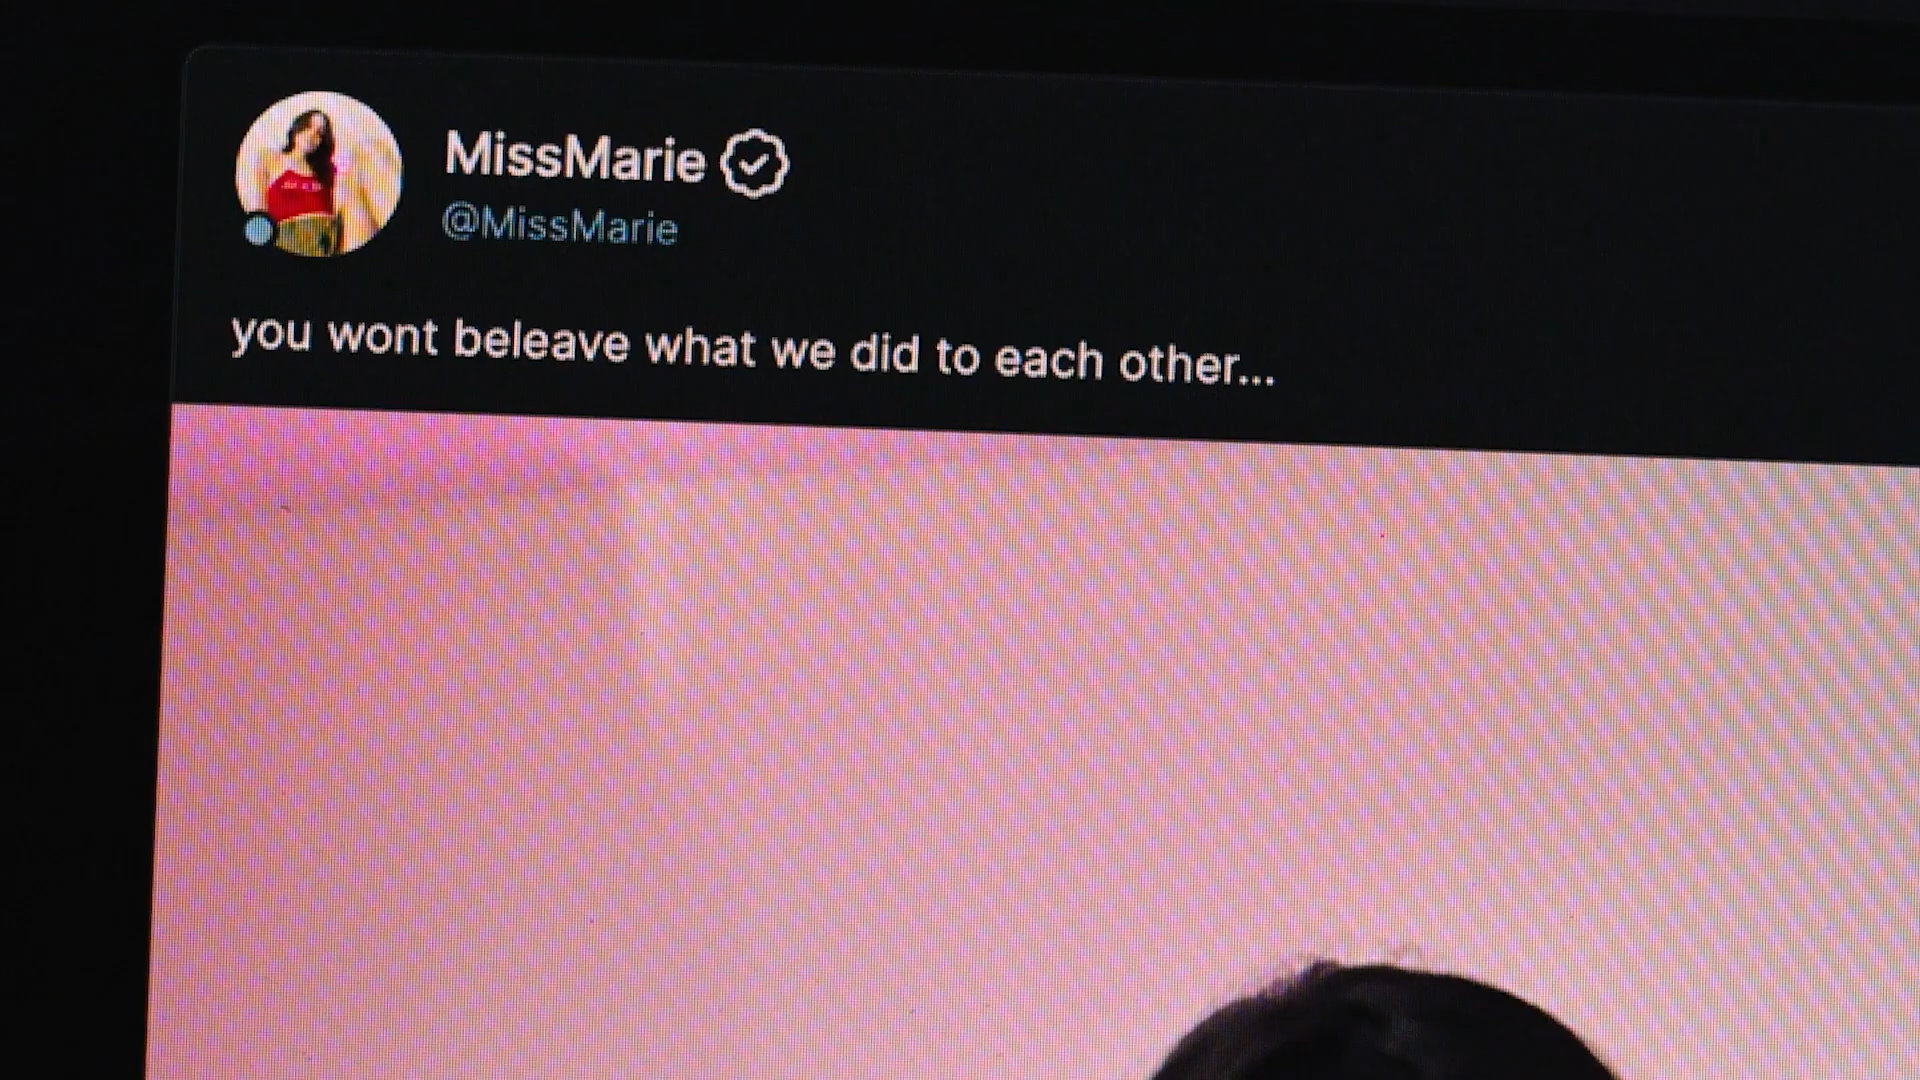 MissMarie
@MissMarie
you wont beleave what we did to each other...